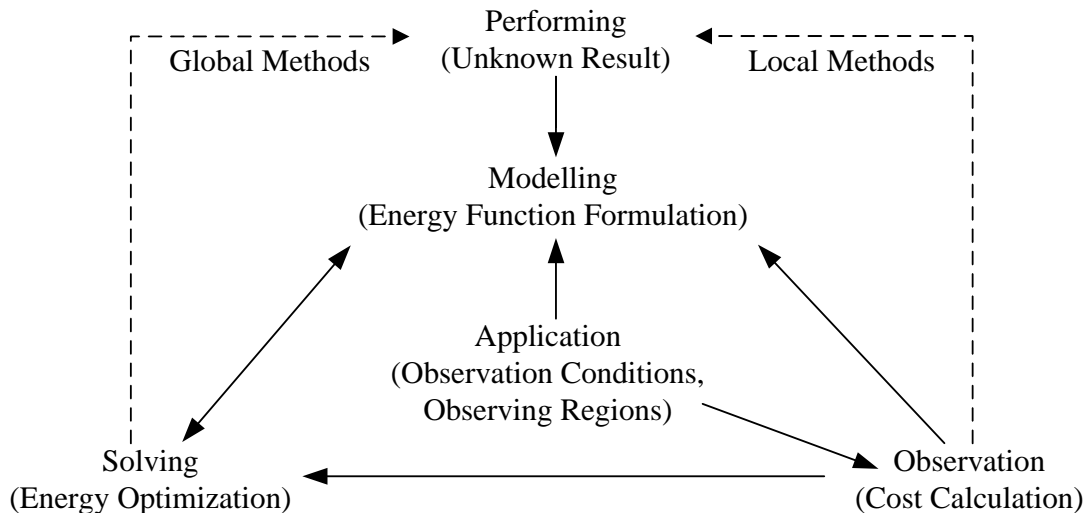 Performing
(Unknown Result)
Global Methods
Local Methods
Modelling
(Energy Function Formulation)
Application
(Observation Conditions,
Observing Regions)
Solving
(Energy Optimization)
Observation
(Cost Calculation)